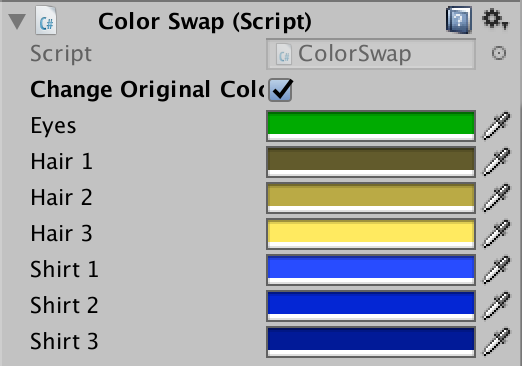 Color Swap (Script)
Script ColorSwap
Change Original Colo
Eyes
Hair 1
Hair 2
Hair 3
Shirt 1
Shirt 2
Shirt 3